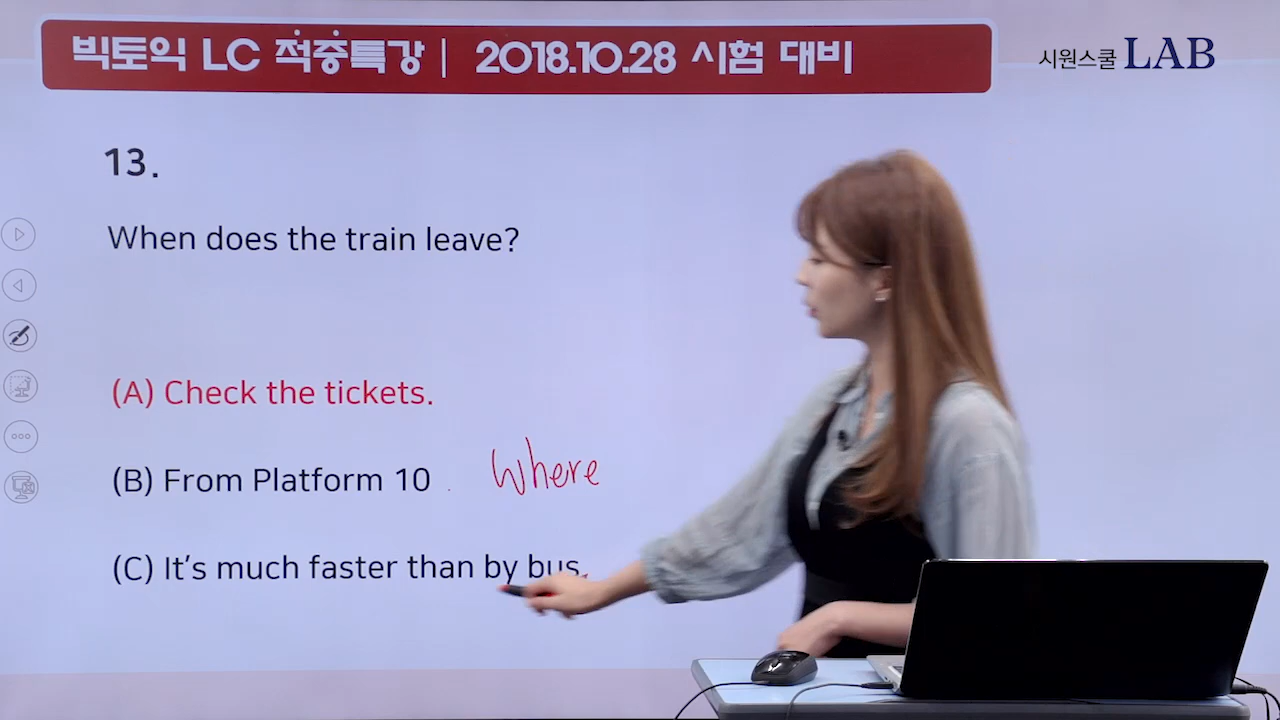 빅토익 LC 적중특강 | 2018.10.28 시험 대비
시원스쿨 LAB
13.
When does the train leave?
(A) Check the tickets.
(B) From Platform 10
Where
(C) It's much faster than by bus.